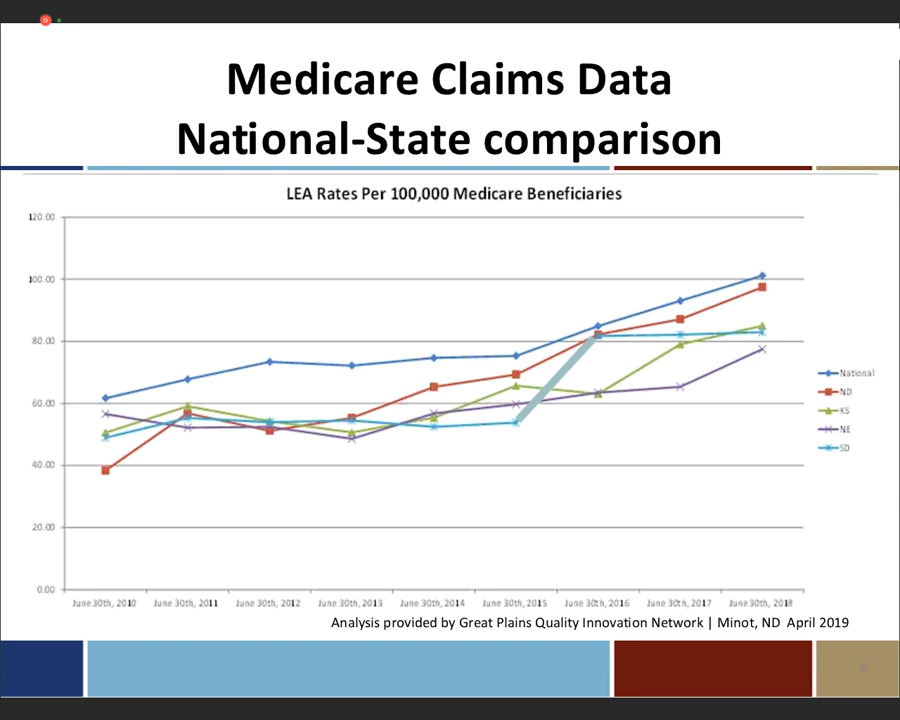 Medicare Claims Data
National-State comparison
LEA Rates Per 100,000 Medicare Beneficiaries
120.00
100.00
80.00
60.00
40.00
20.00
0.00
National
ND
KS
NE
SD
June 30th, 2010 June 30th, 2011 June 30th, 2012 June 30th, 2013 June 30th, 2014 June 30th, 2015 June 30th, 2016 June 30th, 2017 June 30th, 2018
Analysis provided by Great Plains Quality Innovation Network | Minot, ND April 2019
6